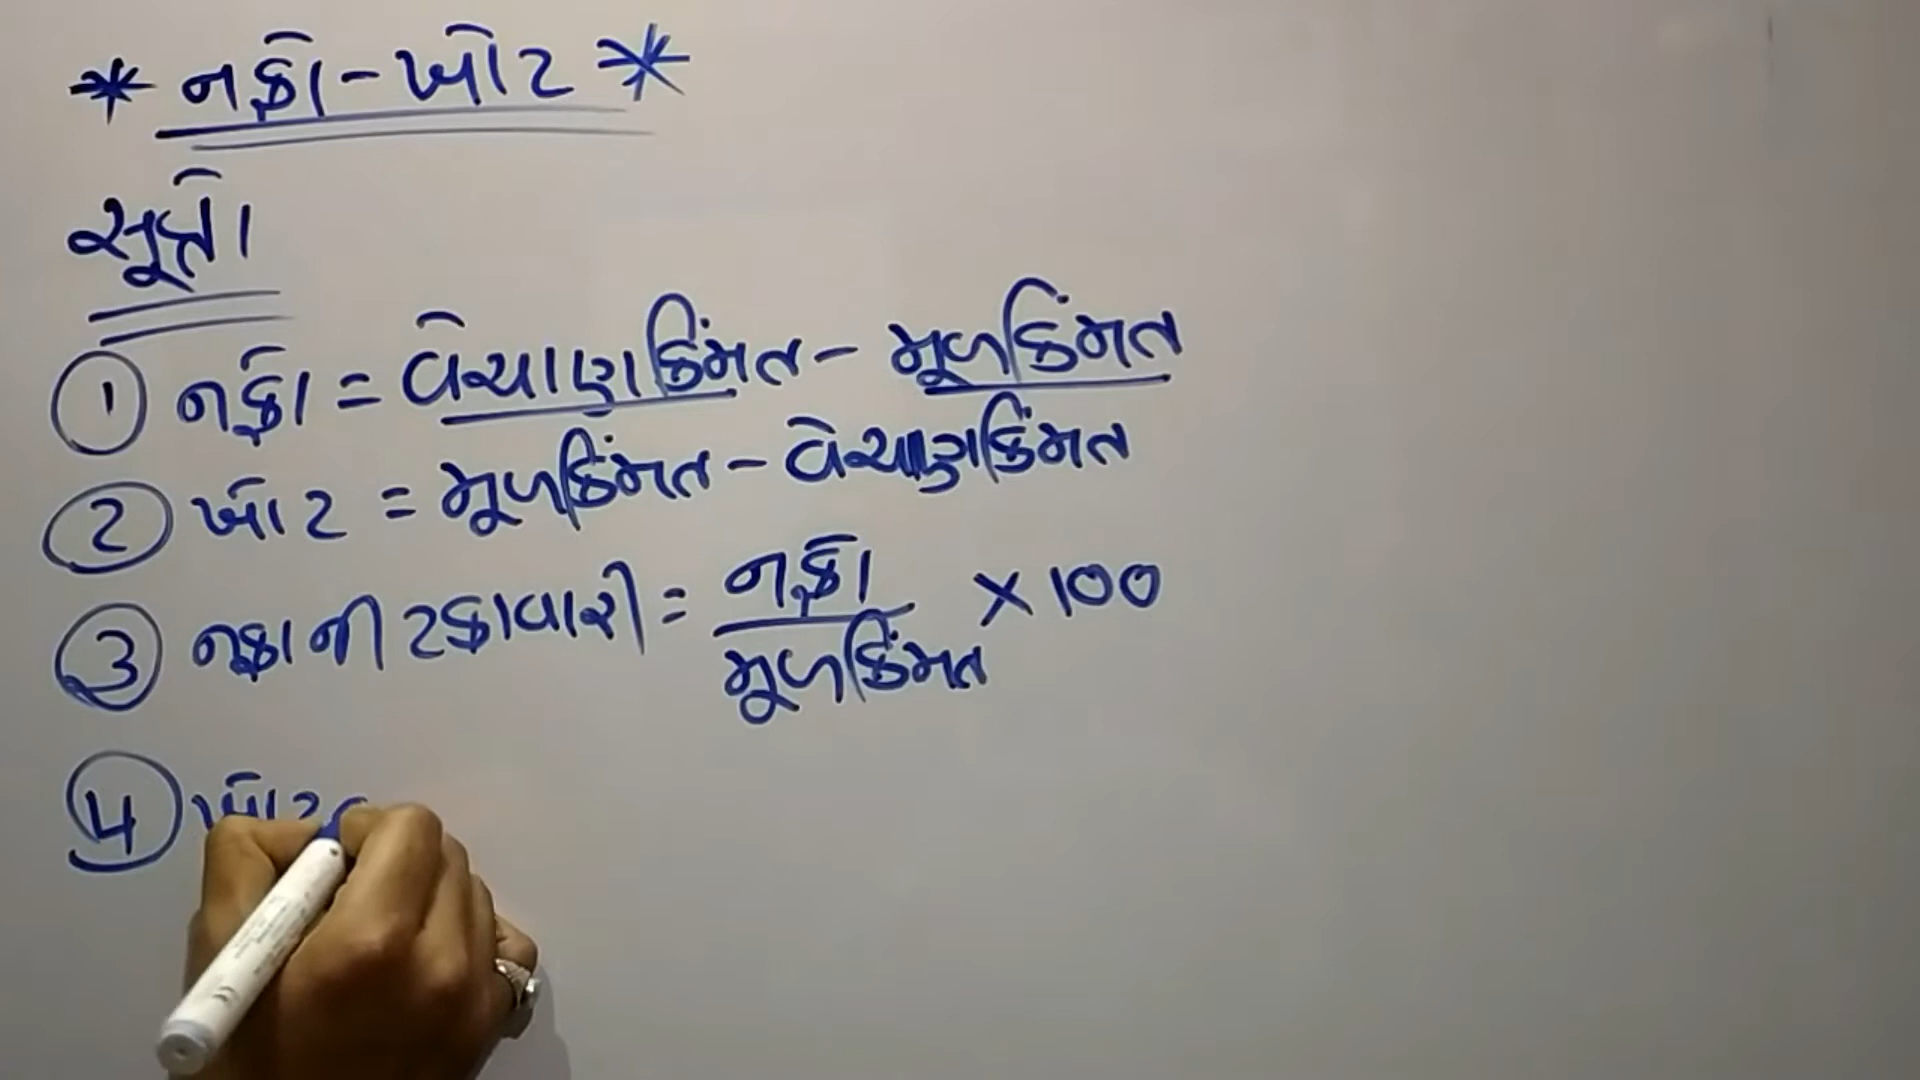 * નફો - ખોટ *
સૂત્રો
① નફો = વેચાણકિંમત - મૂળકિંમત
② ખોટ = મૂળકિંમત - વેચાણકિંમત
③ નફાની ટકાવારી = નફો / મૂળકિંમત × 100
④ ખોટ